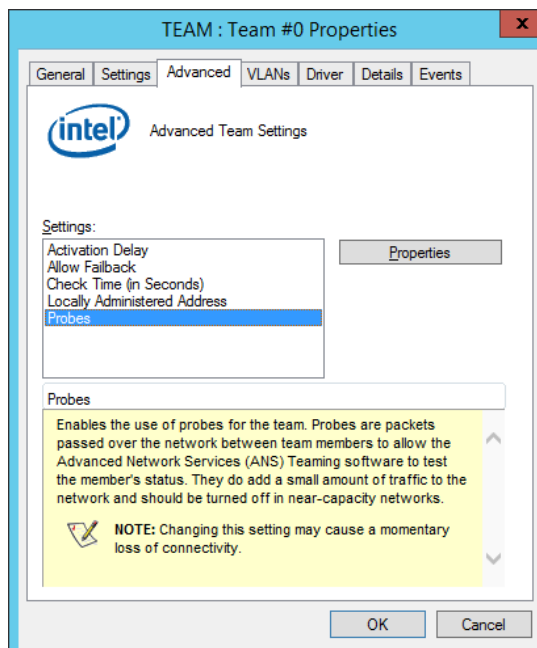 TEAM : Team #0 Properties
x
General Settings Advanced VLANs Driver Details Events
intel
Advanced Team Settings
Settings:
Activation Delay
Allow Failback
Check Time (in Seconds)
Locally Administered Address
Probes
Properties
Probes
Enables the use of probes for the team. Probes are packets
passed over the network between team members to allow the
Advanced Network Services (ANS) Teaming software to test
the member's status. They do add a small amount of traffic to the
network and should be turned off in near-capacity networks.
NOTE: Changing this setting may cause a momentary
loss of connectivity.
OK Cancel